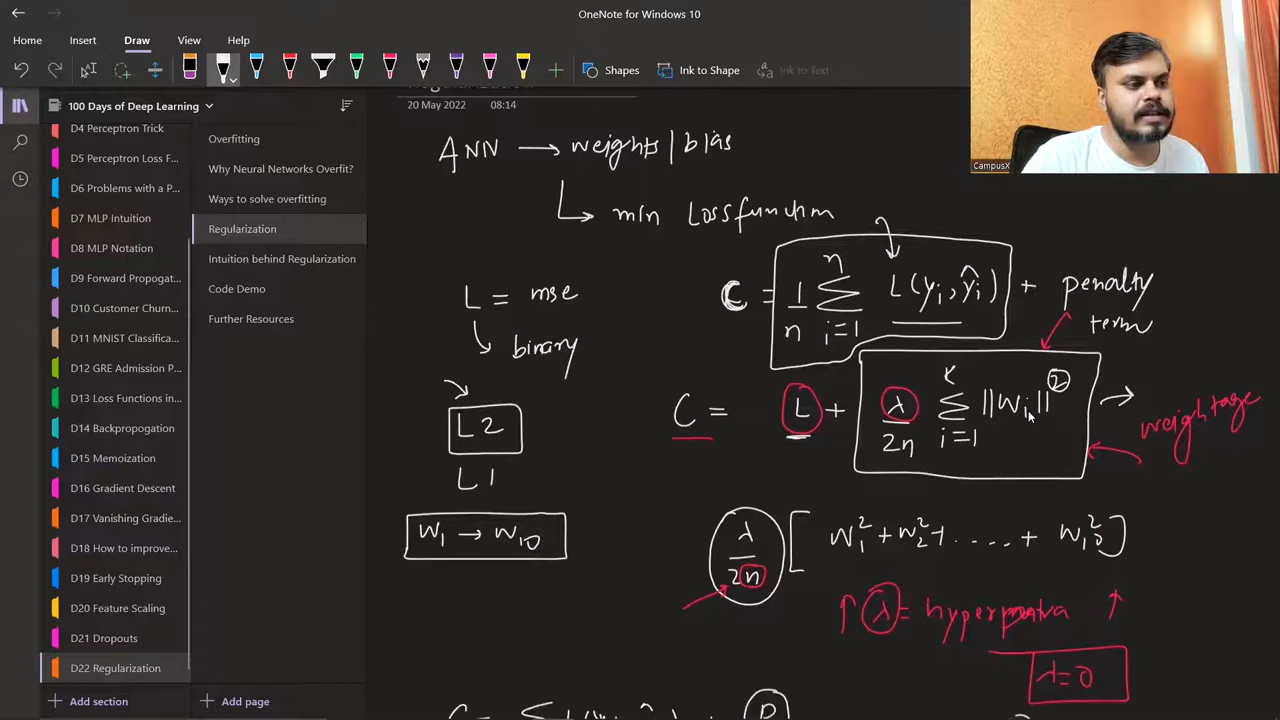 OneNote for Windows 10
Home
Insert
Draw
View
Help
Shapes
Ink to Shape
Ink to Text
100 Days of Deep Learning
D4 Perceptron Trick
D5 Perceptron Loss F...
D6 Problems with a P...
D7 MLP Intuition
D8 MLP Notation
D9 Forward Propogat...
D10 Customer Churn...
D11 MNIST Classifica...
D12 GRE Admission P...
D13 Loss Functions in...
D14 Backpropogation
D15 Memoization
D16 Gradient Descent
D17 Vanishing Gradie...
D18 How to improve...
D19 Early Stopping
D20 Feature Scaling
D21 Dropouts
D22 Regularization
Add section
Overfitting
Why Neural Networks Overfit?
Ways to solve overfitting
Regularization
Intuition behind Regularization
Code Demo
Further Resources
Add page
Regularization
20 May 2022 08:14
CampusX
ANN → weights | bias
↳ min Loss function
C = 1/n Σ_{i=1}^{n} L(yᵢ, ŷᵢ) + penalty term
L = mse
binary
C = L + λ/2n Σ_{i=1}^{k} ||Wᵢ||² →
weightage
L2
L1
W₁ → W₁₀
λ/2n [W₁² + W₂² + ..... + W₁₀²]
↑ λ = hyperpara ↑
λ=0